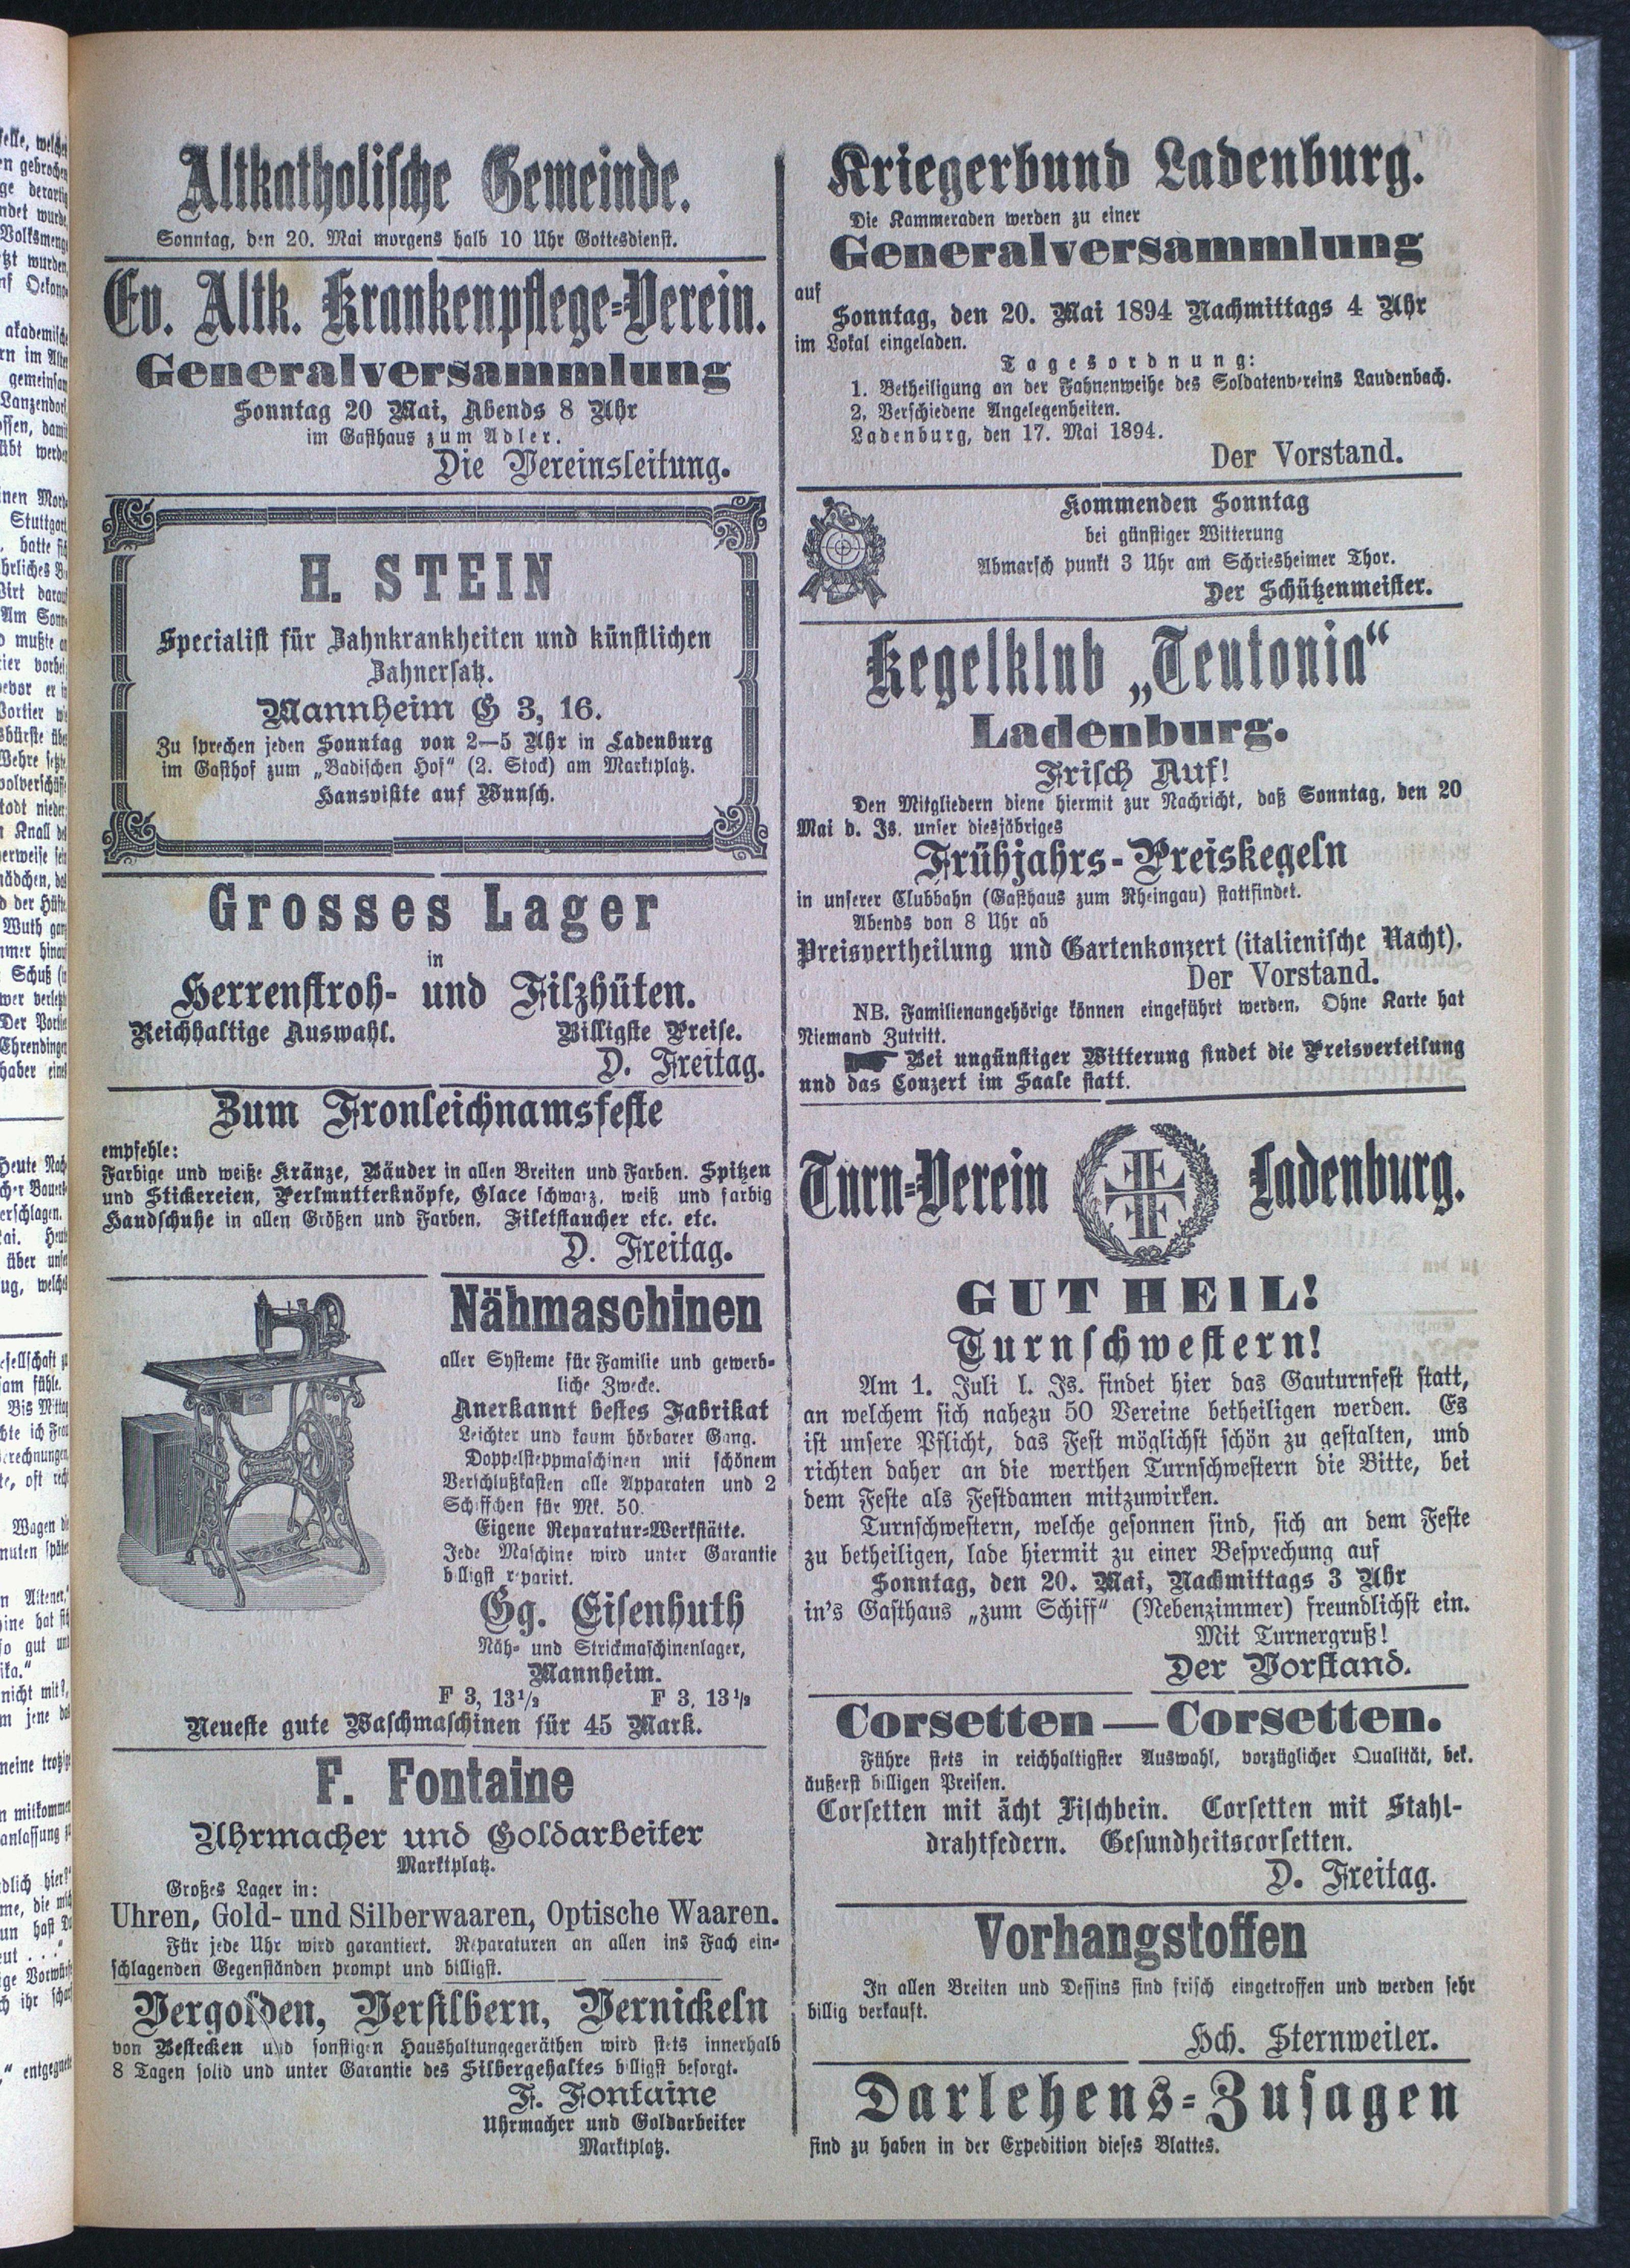 Altkatholische Gemeinde.
Sonntag, den 20. Mai morgens halb 10 Uhr Gottesdienst.
Ev. Altk. Krankenpflege-Verein.
Generalversammlung
Sonntag 20 Mai, Abends 8 Uhr
im Gasthaus zum Adler.
Die Vereinsleitung.
H. STEIN
Specialist für Zahnkrankheiten und künstlichen
Zahnersatz.
Mannheim G 3, 16.
Zu sprechen jeden Sonntag von 2—5 Uhr in Ladenburg
im Gasthof zum „Badischen Hof“ (2. Stock) am Marktplatz.
Hausvisite auf Wunsch.
Grosses Lager
in
Herrenstroh- und Filzhüten.
Reichhaltige Auswahl. Billigste Preise.
D. Freitag.
Zum Fronleichnamsfeste
empfehle:
Farbige und weiße Kränze, Bänder in allen Breiten und Farben. Spitzen
und Stickereien, Perlmutterknöpfe, Glace schwarz, weiß und farbig
Handschuhe in allen Größen und Farben. Filetstaucher etc. etc.
D. Freitag.
Nähmaschinen
aller Systeme für Familie und gewerb-
liche Zwecke.
Anerkannt bestes Fabrikat
Leichter und kaum hörbarer Gang.
Doppelsteppmaschinen mit schönem
Verschlußkasten alle Apparaten und 2
Schiffchen für Mk. 50.
Eigene Reparatur-Werkstätte.
Jede Maschine wird unter Garantie
billigst reparirt.
Gg. Eisenhuth
Näh- und Strickmaschinenlager,
Mannheim.
F 3, 13½ F 3, 13½
Neueste gute Waschmaschinen für 45 Mark.
F. Fontaine
Uhrmacher und Goldarbeiter
Marktplatz.
Großes Lager in:
Uhren, Gold- und Silberwaaren, Optische Waaren.
Für jede Uhr wird garantiert. Reparaturen an allen ins Fach ein-
schlagenden Gegenständen prompt und billigst.
Vergolden, Versilbern, Vernickeln
von Bestecken und sonstigen Haushaltungegeräthen wird stets innerhalb
8 Tagen solid und unter Garantie des Silbergehaltes billigst besorgt.
F. Fontaine
Uhrmacher und Goldarbeiter
Marktplatz.
Kriegerbund Ladenburg.
Die Kammeraden werden zu einer
Generalversammlung
auf
Sonntag, den 20. Mai 1894 Nachmittags 4 Uhr
im Lokal eingeladen.
Tagesordnung:
1. Betheiligung an der Fahnenweihe des Soldatenvereins Laudenbach.
2. Verschiedene Angelegenheiten.
Ladenburg, den 17. Mai 1894.
Der Vorstand.
Kommenden Sonntag
bei günstiger Witterung
Abmarsch punkt 3 Uhr am Schriesheimer Thor.
Der Schützenmeister.
Kegelklub „Teutonia“
Ladenburg.
Frisch Auf!
Den Mitgliedern diene hiermit zur Nachricht, daß Sonntag, den 20
Mai d. Js. unser diesjähriges
Frühjahrs-Preiskegeln
in unserer Clubbahn (Gasthaus zum Rheingau) stattfindet.
Abends von 8 Uhr ab
Preisvertheilung und Gartenkonzert (italienische Nacht).
Der Vorstand.
NB. Familienangehörige können eingeführt werden. Ohne Karte hat
Niemand Zutritt.
Bei ungünstiger Witterung findet die Preisverteilung
und das Conzert im Saale statt.
Turn-Verein Ladenburg.
GUT HEIL!
Turnschwestern!
Am 1. Juli l. Js. findet hier das Gauturnfest statt,
an welchem sich nahezu 50 Vereine betheiligen werden. Es
ist unsere Pflicht, das Fest möglichst schön zu gestalten, und
richten daher an die werthen Turnschwestern die Bitte, bei
dem Feste als Festdamen mitzuwirken.
Turnschwestern, welche gesonnen sind, sich an dem Feste
zu betheiligen, lade hiermit zu einer Besprechung auf
Sonntag, den 20. Mai, Nachmittags 3 Uhr
in's Gasthaus „zum Schiff“ (Nebenzimmer) freundlichst ein.
Mit Turnergruß!
Der Vorstand.
Corsetten — Corsetten.
Führe stets in reichhaltigster Auswahl, vorzüglicher Qualität, bek.
äußerst billigen Preisen.
Corsetten mit ächt Fischbein. Corsetten mit Stahl-
drahtfedern. Gesundheitscorsetten.
D. Freitag.
Vorhangstoffen
In allen Breiten und Dessins sind frisch eingetroffen und werden sehr
billig verkauft.
Hch. Sternweiler.
Darlehens-Zusagen
sind zu haben in der Expedition dieses Blattes.